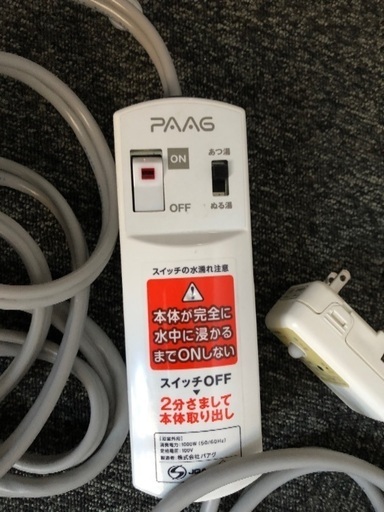 PAAG
ON
OFF
あつ湯
ぬる湯
スイッチの水濡れ注意
本体が完全に
水中に浸かる
までONしない
スイッチOFF
2分さまして
本体取り出し
消費電力:1000W (50/60Hz)
定格電圧:100V
製造者:株式会社パアグ